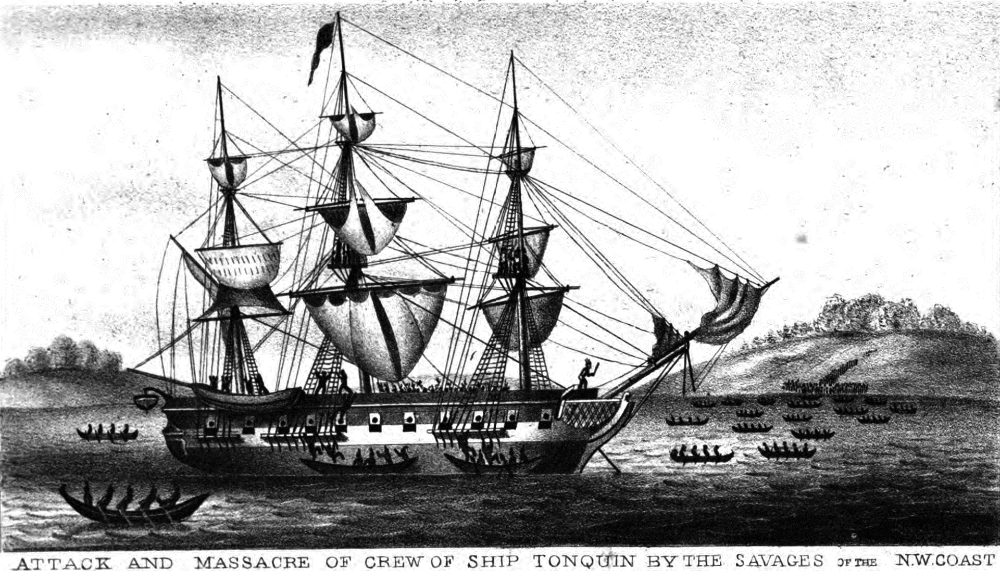 ATTACK AND MASSACRE OF CREW OF SHIP TONQUIN BY THE SAVAGES OF THE N.W. COAST